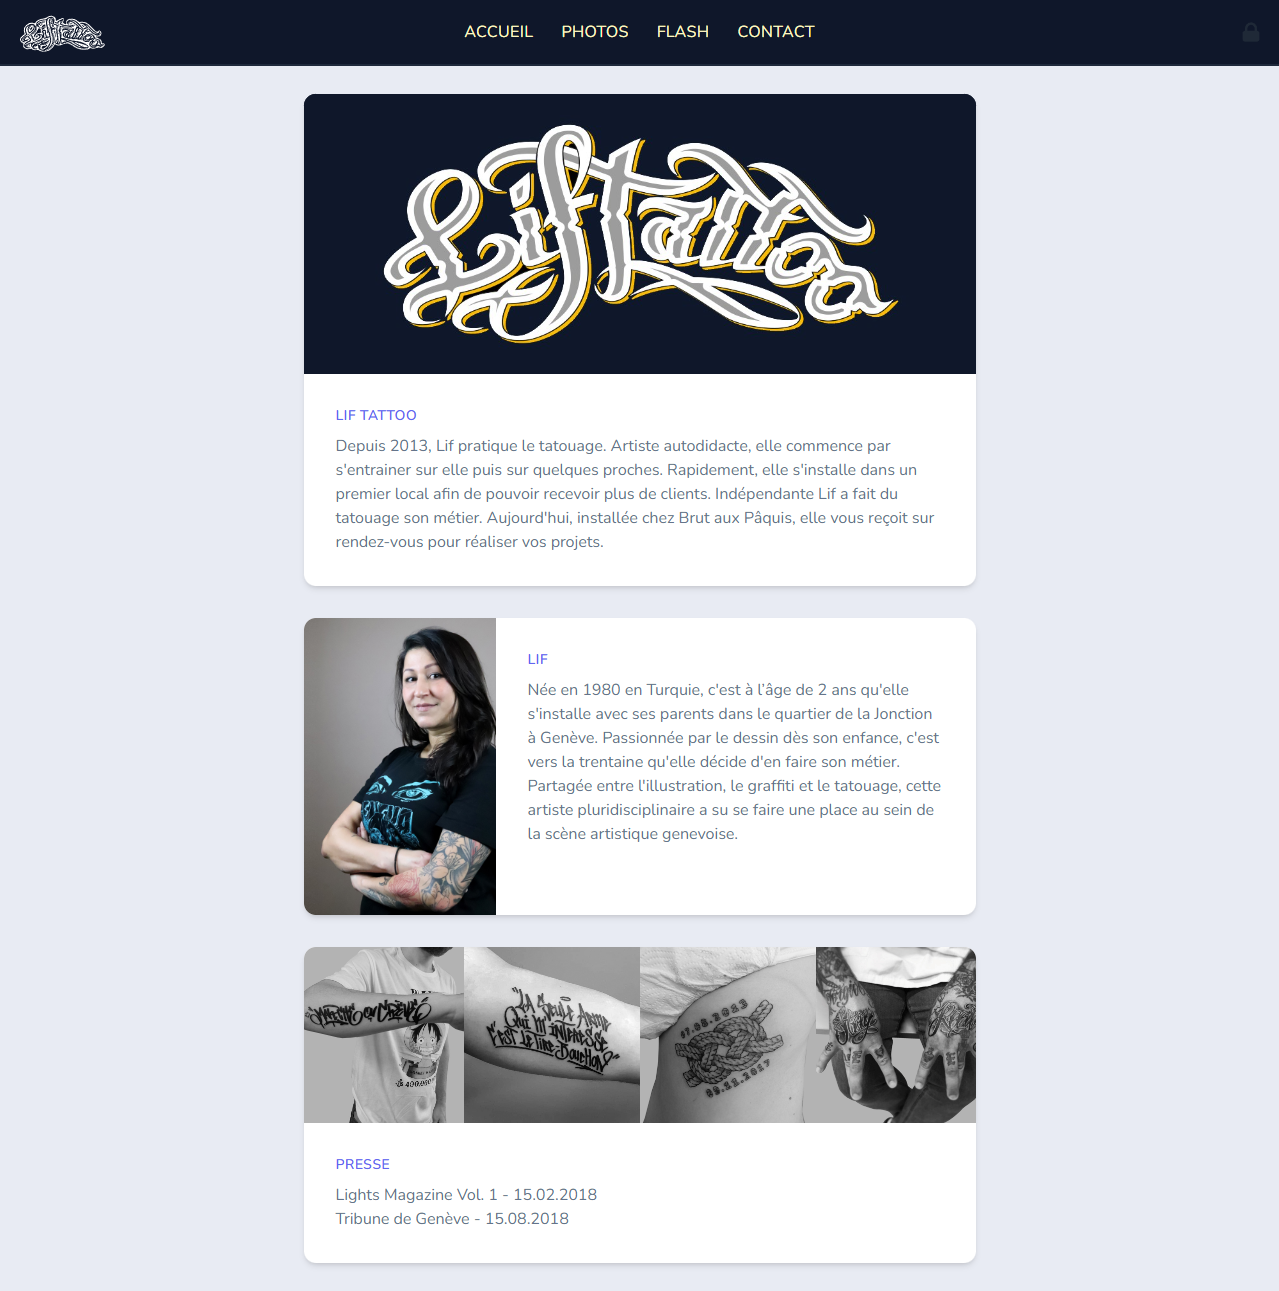 LifTattoo
ACCUEIL PHOTOS FLASH CONTACT
LifTattoo
LIF TATTOO
Depuis 2013, Lif pratique le tatouage. Artiste autodidacte, elle commence par
s'entrainer sur elle puis sur quelques proches. Rapidement, elle s'installe dans un
premier local afin de pouvoir recevoir plus de clients. Indépendante Lif a fait du
tatouage son métier. Aujourd'hui, installée chez Brut aux Pâquis, elle vous reçoit sur
rendez-vous pour réaliser vos projets.
LIF
Née en 1980 en Turquie, c'est à l’âge de 2 ans qu'elle
s'installe avec ses parents dans le quartier de la Jonction
à Genève. Passionnée par le dessin dès son enfance, c'est
vers la trentaine qu'elle décide d'en faire son métier.
Partagée entre l'illustration, le graffiti et le tatouage, cette
artiste pluridisciplinaire a su se faire une place au sein de
la scène artistique genevoise.
"LA SEULE ARME
QUI M'INTERESSE
C'EST LE tire-BOUCHON"
17.08.2013
09.11.2017
PRESSE
Lights Magazine Vol. 1 - 15.02.2018
Tribune de Genève - 15.08.2018